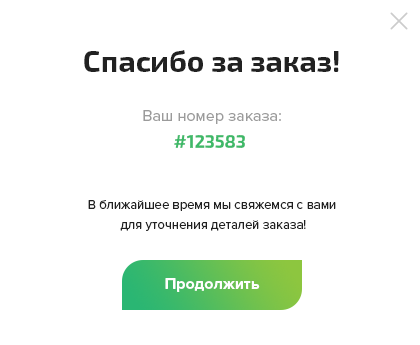 Спасибо за заказ!
Ваш номер заказа:
#123583
В ближайшее время мы свяжемся с вами
для уточнения деталей заказа!
Продолжить